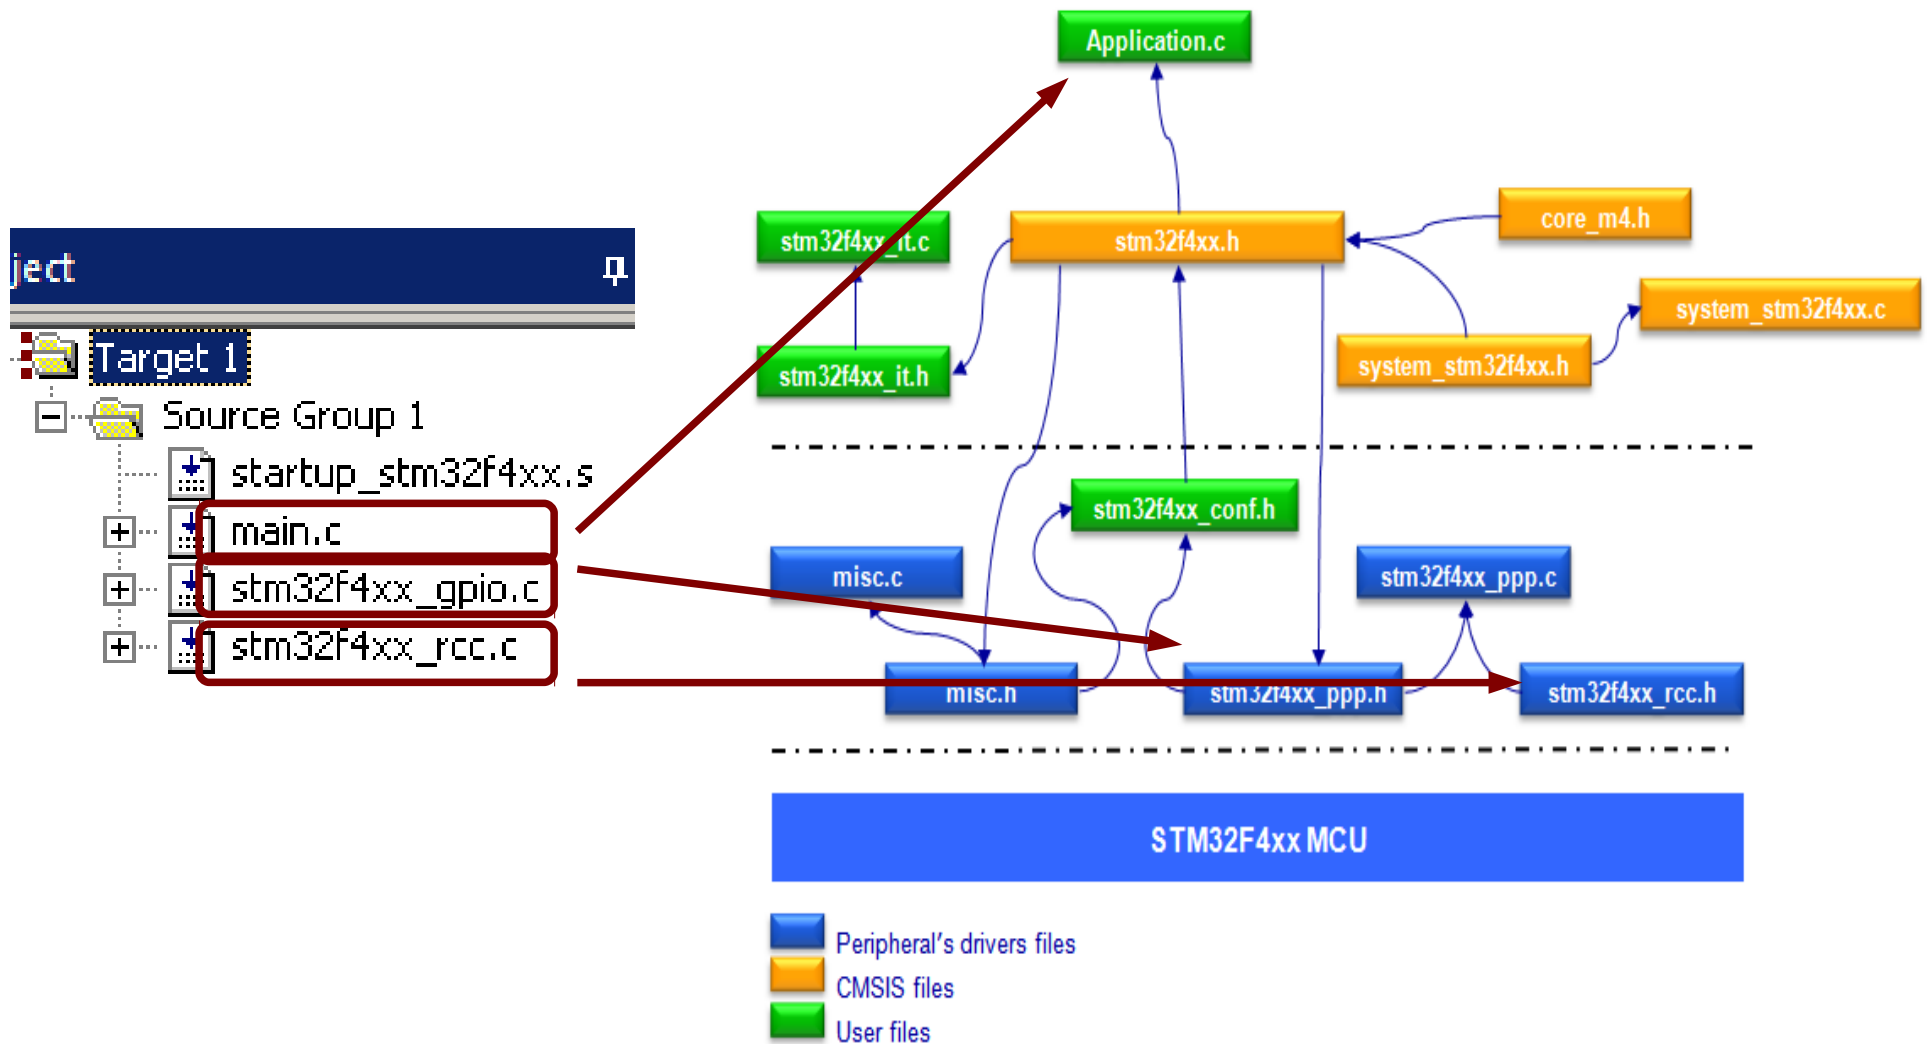 ject
Target 1
Source Group 1
startup_stm32f4xx.s
main.c
stm32f4xx_gpio.c
stm32f4xx_rcc.c
Application.c
stm32f4xx_it.c
stm32f4xx.h
core_m4.h
system_stm32f4xx.c
stm32f4xx_it.h
system_stm32f4xx.h
stm32f4xx_conf.h
misc.c
stm32f4xx_ppp.c
misc.h
stm32f4xx_ppp.h
stm32f4xx_rcc.h
STM32F4xx MCU
Peripheral's drivers files
CMSIS files
User files